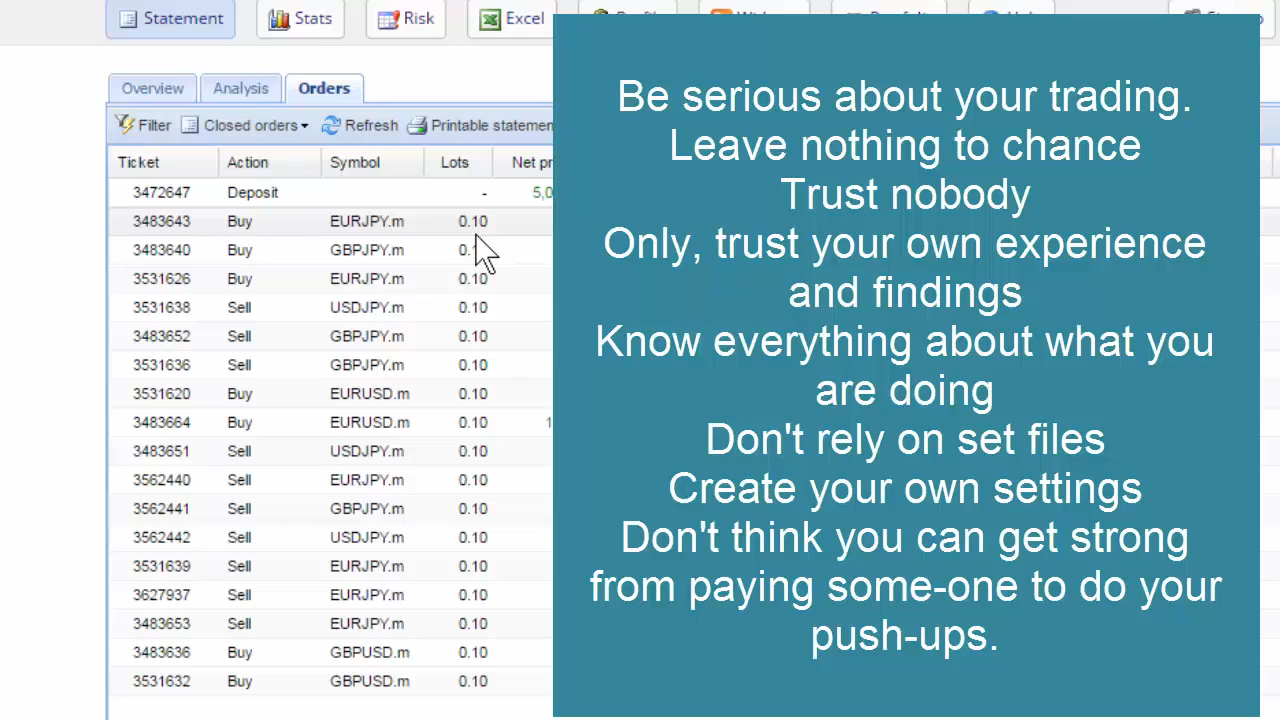 Statement Stats Risk Excel
Overview Analysis Orders
Filter Closed orders Refresh Printable statemen
Ticket Action Symbol Lots Net pr
3472647 Deposit - 5,0
3483643 Buy EURJPY.m 0.10
3483640 Buy GBPJPY.m 0.10
3531626 Buy EURJPY.m 0.10
3531638 Sell USDJPY.m 0.10
3483652 Sell GBPJPY.m 0.10
3531636 Sell GBPJPY.m 0.10
3531620 Buy EURUSD.m 0.10
3483664 Buy EURUSD.m 0.10 1
3483651 Sell USDJPY.m 0.10
3562440 Sell EURJPY.m 0.10
3562441 Sell GBPJPY.m 0.10
3562442 Sell USDJPY.m 0.10
3531639 Sell EURJPY.m 0.10
3627937 Sell EURJPY.m 0.10
3483653 Sell EURJPY.m 0.10
3483636 Buy GBPUSD.m 0.10
3531632 Buy GBPUSD.m 0.10
Be serious about your trading.
Leave nothing to chance
Trust nobody
Only, trust your own experience
and findings
Know everything about what you
are doing
Don't rely on set files
Create your own settings
Don't think you can get strong
from paying some-one to do your
push-ups.